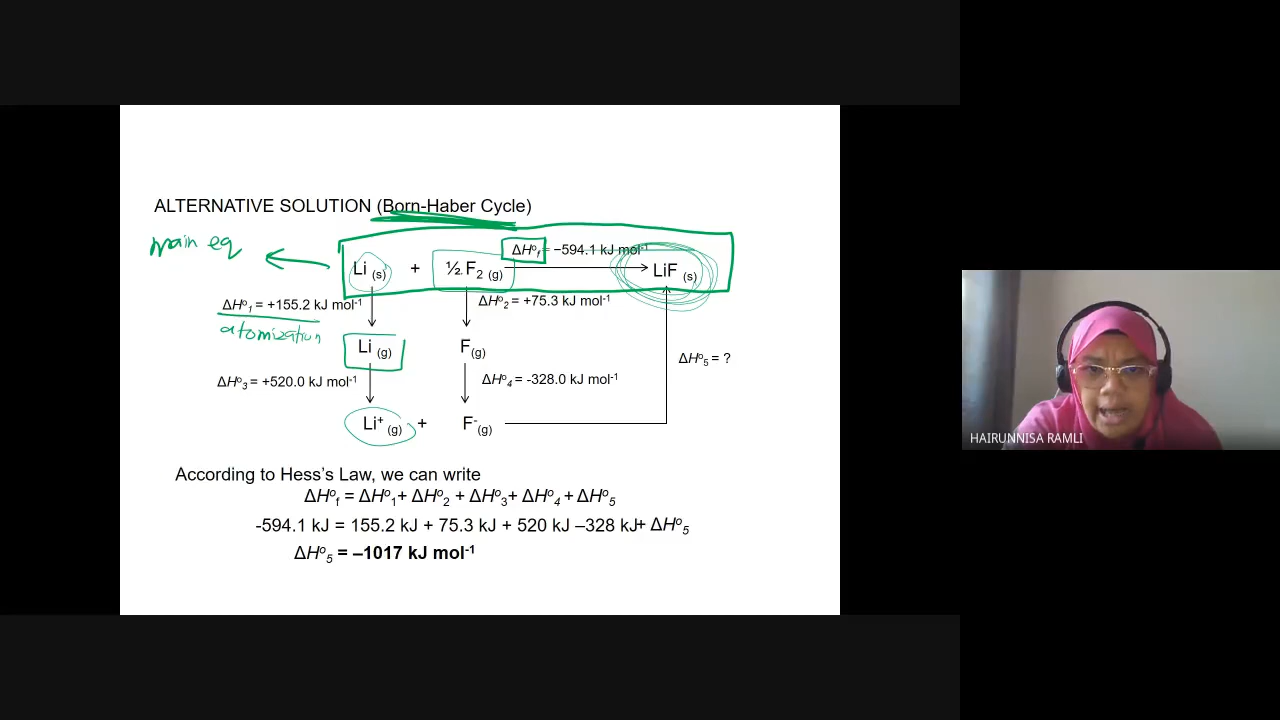 ALTERNATIVE SOLUTION (Born-Haber Cycle)
main eq
ΔH°f = −594.1 kJ mol-1
Li (s) + ½ F2 (g) LiF (s)
ΔH°1 = +155.2 kJ mol-1 ΔH°2 = +75.3 kJ mol-1
atomization
Li (g) F(g)
ΔH°5 = ?
ΔH°3 = +520.0 kJ mol-1 ΔH°4 = -328.0 kJ mol-1
Li+ (g) + F-(g)
According to Hess's Law, we can write
ΔH°f = ΔH°1+ ΔH°2 + ΔH°3+ ΔH°4 + ΔH°5
-594.1 kJ = 155.2 kJ + 75.3 kJ + 520 kJ –328 kJ+ ΔH°5
ΔH°5 = –1017 kJ mol-1
HAIRUNNISA RAMLI